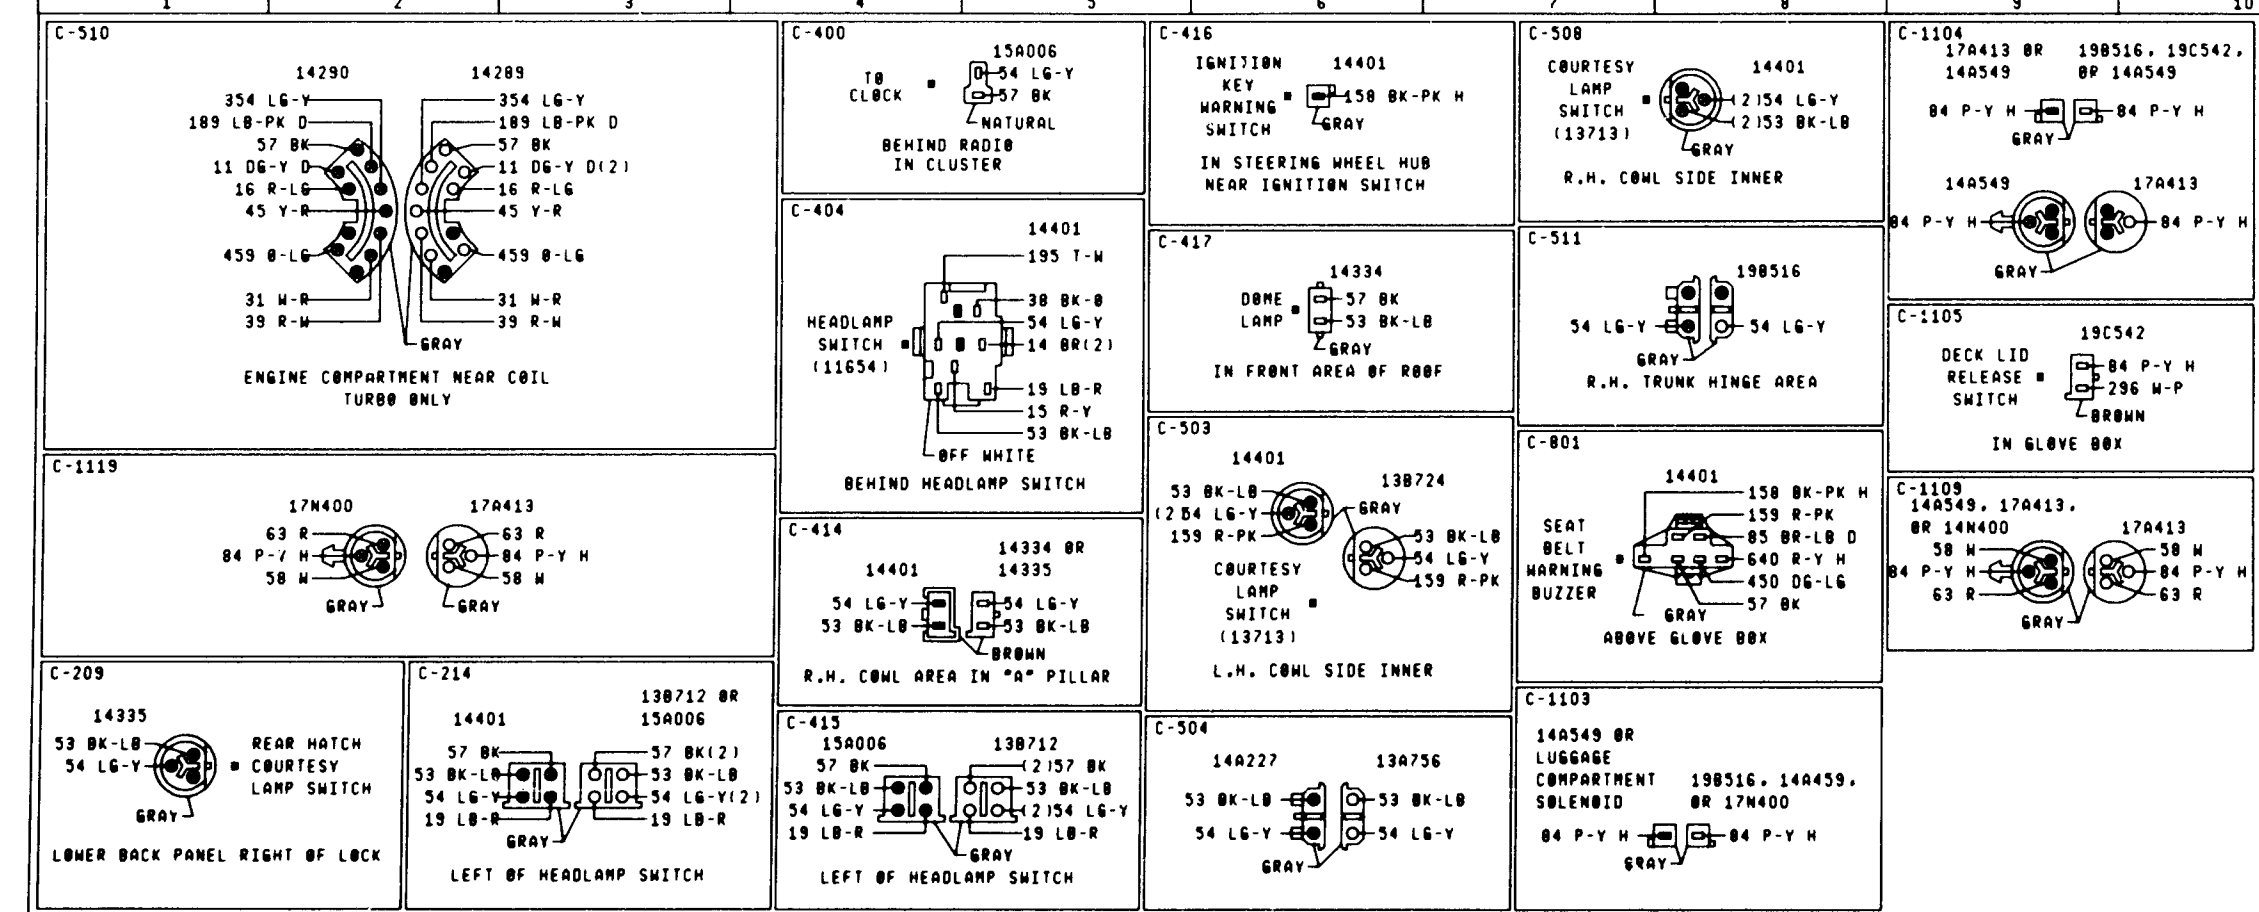 1 2 3 4 5 6 7 8 9 10
C-510
14290 14289
354 LG-Y 354 LG-Y
189 LB-PK D 189 LB-PK D
57 BK 57 BK
11 DG-Y D 11 DG-Y D(2)
16 R-LG 16 R-LG
45 Y-R 45 Y-R
459 O-LG 459 O-LG
31 W-R 31 W-R
39 R-W 39 R-W
GRAY
ENGINE COMPARTMENT NEAR COIL
TURBO ONLY
C-1119
17N400 17A413
63 R 63 R
84 P-Y H 84 P-Y H
58 W 58 W
GRAY GRAY
C-209
14335
53 BK-LB
54 LG-Y
REAR HATCH
COURTESY
LAMP SWITCH
GRAY
LOWER BACK PANEL RIGHT OF LOCK
C-214
13B712 OR
14401 15A006
57 BK 57 BK(2)
53 BK-LB 53 BK-LB
54 LG-Y 54 LG-Y(2)
19 LB-R 19 LB-R
GRAY
LEFT OF HEADLAMP SWITCH
C-400
15A006
TO
CLOCK
54 LG-Y
57 BK
NATURAL
BEHIND RADIO
IN CLUSTER
C-404
14401
195 T-W
38 BK-O
54 LG-Y
14 BR(2)
19 LB-R
15 R-Y
53 BK-LB
HEADLAMP
SWITCH
(11654)
OFF WHITE
BEHIND HEADLAMP SWITCH
C-414
14334 OR
14401 14335
54 LG-Y 54 LG-Y
53 BK-LB 53 BK-LB
BROWN
R.H. COWL AREA IN "A" PILLAR
C-415
15A006 13B712
57 BK (2)57 BK
53 BK-LB 53 BK-LB
54 LG-Y (2)54 LG-Y
19 LB-R 19 LB-R
GRAY
LEFT OF HEADLAMP SWITCH
C-416
IGNITION
KEY
WARNING
SWITCH
14401
158 BK-PK H
GRAY
IN STEERING WHEEL HUB
NEAR IGNITION SWITCH
C-417
14334
DOME
LAMP
57 BK
53 BK-LB
GRAY
IN FRONT AREA OF ROOF
C-503
14401 13B724
53 BK-LB
(2)54 LG-Y
159 R-PK
GRAY
53 BK-LB
54 LG-Y
159 R-PK
COURTESY
LAMP
SWITCH
(13713)
L.H. COWL SIDE INNER
C-504
14A227 13A756
53 BK-LB 53 BK-LB
54 LG-Y 54 LG-Y
GRAY
C-508
COURTESY
LAMP
SWITCH
(13713)
14401
(2)54 LG-Y
(2)53 BK-LB
GRAY
R.H. COWL SIDE INNER
C-511
19B516
54 LG-Y 54 LG-Y
GRAY
R.H. TRUNK HINGE AREA
C-801
14401
158 BK-PK H
159 R-PK
85 BR-LB D
640 R-Y H
450 DG-LG
57 BK
SEAT
BELT
WARNING
BUZZER
GRAY
ABOVE GLOVE BOX
C-1103
14A549 OR
LUGGAGE
COMPARTMENT 19B516, 14A459,
SOLENOID OR 17N400
84 P-Y H 84 P-Y H
GRAY
C-1104
17A413 OR 19B516, 19C542,
14A549 OR 14A549
84 P-Y H 84 P-Y H
GRAY
14A549 17A413
84 P-Y H 84 P-Y H
GRAY
C-1105
19C542
DECK LID
RELEASE
SWITCH
84 P-Y H
296 W-P
BROWN
IN GLOVE BOX
C-1109
14A549, 17A413,
OR 14N400 17A413
58 W 58 W
84 P-Y H 84 P-Y H
63 R 63 R
GRAY